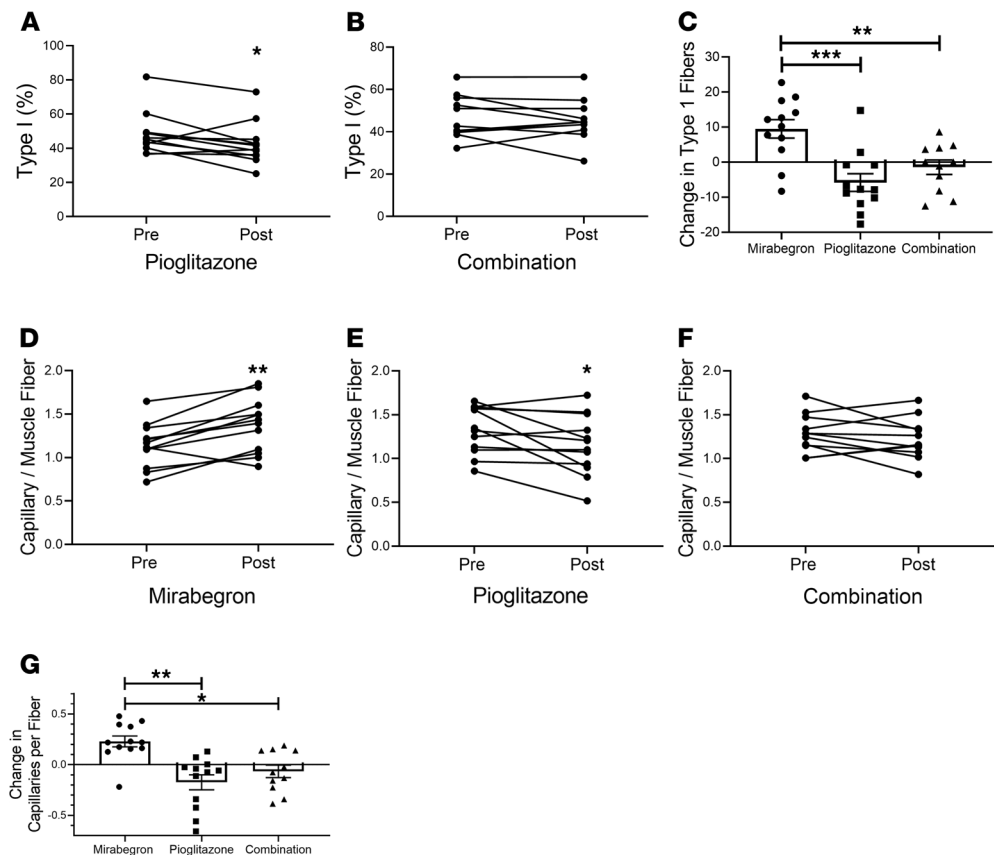 A
Type I (%)
100
80
60
40
20
0
*
Pre
Post
Pioglitazone
B
Type I (%)
80
60
40
20
0
Pre
Post
Combination
C
Change in Type 1 Fibers
30
20
10
0
-10
-20
**
***
Mirabegron
Pioglitazone
Combination
D
Capillary / Muscle Fiber
2.0
1.5
1.0
0.5
0.0
**
Pre
Post
Mirabegron
E
Capillary / Muscle Fiber
2.0
1.5
1.0
0.5
0.0
*
Pre
Post
Pioglitazone
F
Capillary / Muscle Fiber
2.0
1.5
1.0
0.5
0.0
Pre
Post
Combination
G
Change in
Capillaries per Fiber
0.5
0.0
-0.5
**
*
Mirabegron
Pioglitazone
Combination